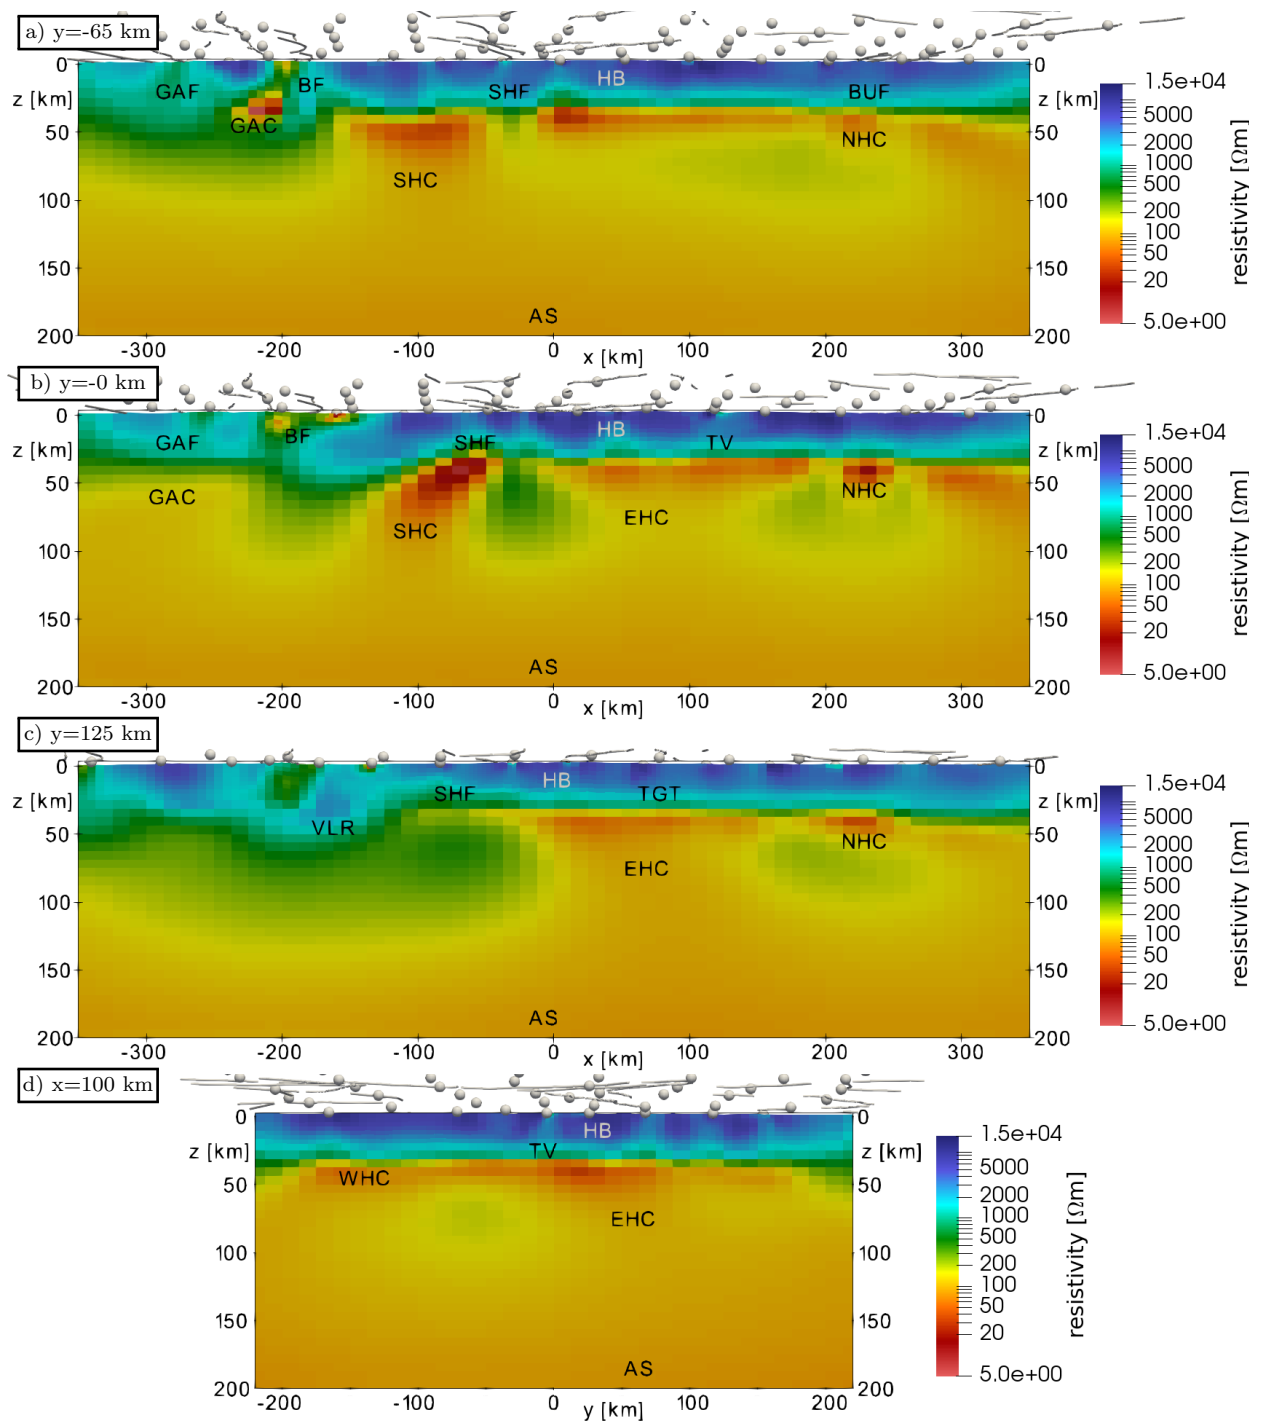 a) y=-65 km
0 GAF BF SHF HB BUF 0
z [km] z [km]
50 GAC NHC 50
SHC
100 100
150 150
AS
200 200
-300 -200 -100 0 100 200 300
x [km]
1.5e+04
5000
2000
1000
500
200
100
50
20
5.0e+00
resistivity [Ωm]
b) y=-0 km
0 GAF BF SHF HB TV 0
z [km] z [km]
50 GAC NHC 50
SHC EHC
100 100
150 150
AS
200 200
-300 -200 -100 0 100 200 300
x [km]
1.5e+04
5000
2000
1000
500
200
100
50
20
5.0e+00
resistivity [Ωm]
c) y=125 km
0 HB 0
z [km] SHF TGT z [km]
50 VLR NHC 50
EHC
100 100
150 150
AS
200 200
-300 -200 -100 0 100 200 300
x [km]
1.5e+04
5000
2000
1000
500
200
100
50
20
5.0e+00
resistivity [Ωm]
d) x=100 km
0 HB 0
z [km] TV z [km]
50 WHC 50
EHC
100 100
150 150
AS
200 200
-200 -100 0 100 200
y [km]
1.5e+04
5000
2000
1000
500
200
100
50
20
5.0e+00
resistivity [Ωm]